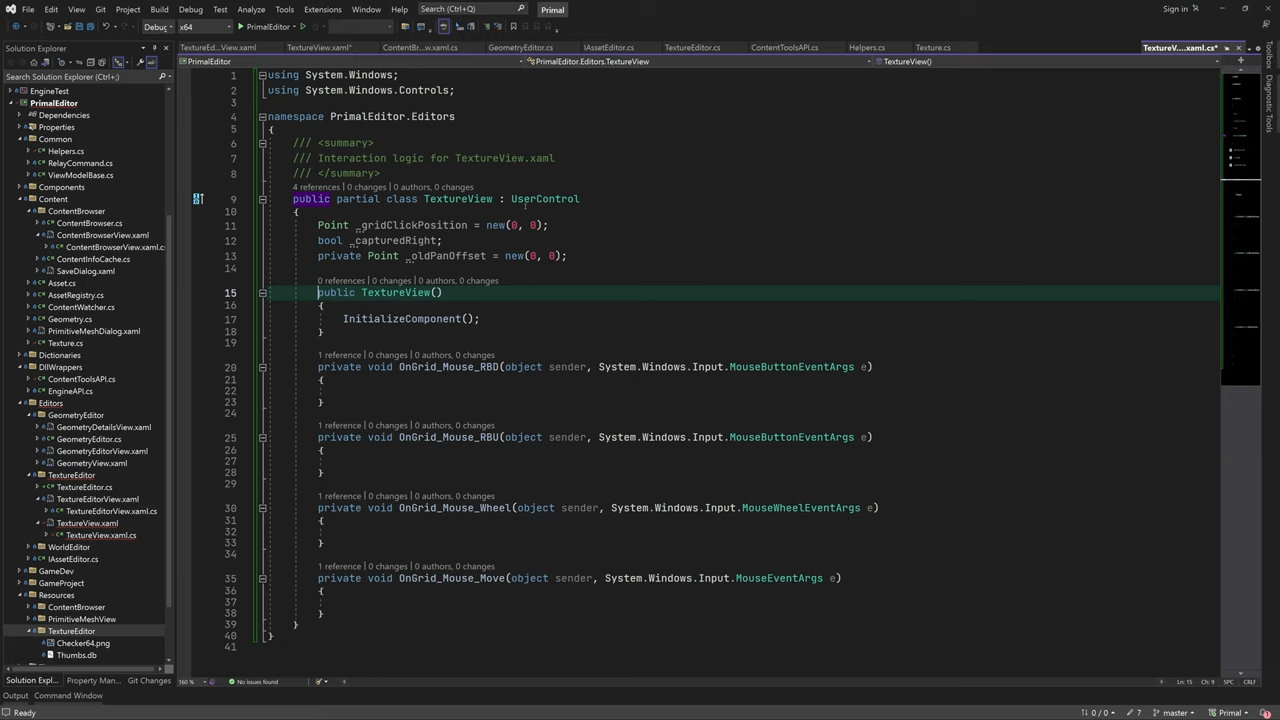 File Edit View Git Project Build Debug Test Analyze Tools Extensions Window Help Search (Ctrl+Q) Primal Sign in
Debug x64 PrimalEditor
Solution Explorer
Search Solution Explorer (Ctrl+;)
EngineTest
PrimalEditor
Dependencies
Properties
Common
Helpers.cs
RelayCommand.cs
ViewModelBase.cs
Components
Content
ContentBrowser
ContentBrowser.cs
ContentBrowserView.xaml
ContentBrowserView.xaml.cs
ContentInfoCache.cs
SaveDialog.xaml
Asset.cs
AssetRegistry.cs
ContentWatcher.cs
Geometry.cs
PrimitiveMeshDialog.xaml
Texture.cs
Dictionaries
DllWrappers
ContentToolsAPI.cs
EngineAPI.cs
Editors
GeometryEditor
GeometryDetailsView.xaml
GeometryEditor.cs
GeometryEditorView.xaml
GeometryView.xaml
TextureEditor
TextureEditor.cs
TextureEditorView.xaml
TextureEditorView.xaml.cs
TextureView.xaml
TextureView.xaml.cs
WorldEditor
IAssetEditor.cs
GameDev
GameProject
Resources
ContentBrowser
PrimitiveMeshView
TextureEditor
Checker64.png
Thumbs.db
Solution Expl... Property Man... Git Changes
TextureEd...View.xaml TextureView.xaml* ContentBr...w.xaml.cs GeometryEditor.cs IAssetEditor.cs TextureEditor.cs ContentToolsAPI.cs Helpers.cs Texture.cs TextureV....xaml.cs*
PrimalEditor PrimalEditor.Editors.TextureView TextureView()
1 using System.Windows;
2 using System.Windows.Controls;
3
4 namespace PrimalEditor.Editors
5 {
6 /// <summary>
7 /// Interaction logic for TextureView.xaml
8 /// </summary>
4 references | 0 changes | 0 authors, 0 changes
9 public partial class TextureView : UserControl
10 {
11 Point _gridClickPosition = new(0, 0);
12 bool _capturedRight;
13 private Point _oldPanOffset = new(0, 0);
14
0 references | 0 changes | 0 authors, 0 changes
15 public TextureView()
16 {
17 InitializeComponent();
18 }
19
1 reference | 0 changes | 0 authors, 0 changes
20 private void OnGrid_Mouse_RBD(object sender, System.Windows.Input.MouseButtonEventArgs e)
21 {
22
23 }
24
1 reference | 0 changes | 0 authors, 0 changes
25 private void OnGrid_Mouse_RBU(object sender, System.Windows.Input.MouseButtonEventArgs e)
26 {
27
28 }
29
1 reference | 0 changes | 0 authors, 0 changes
30 private void OnGrid_Mouse_Wheel(object sender, System.Windows.Input.MouseWheelEventArgs e)
31 {
32
33 }
34
1 reference | 0 changes | 0 authors, 0 changes
35 private void OnGrid_Mouse_Move(object sender, System.Windows.Input.MouseEventArgs e)
36 {
37
38 }
39 }
40 }
41
160 % No issues found Ln: 15 Ch: 9 SPC CRLF
Toolbox
Diagnostic Tools
Output Command Window
Ready 0 / 0 7 master Primal